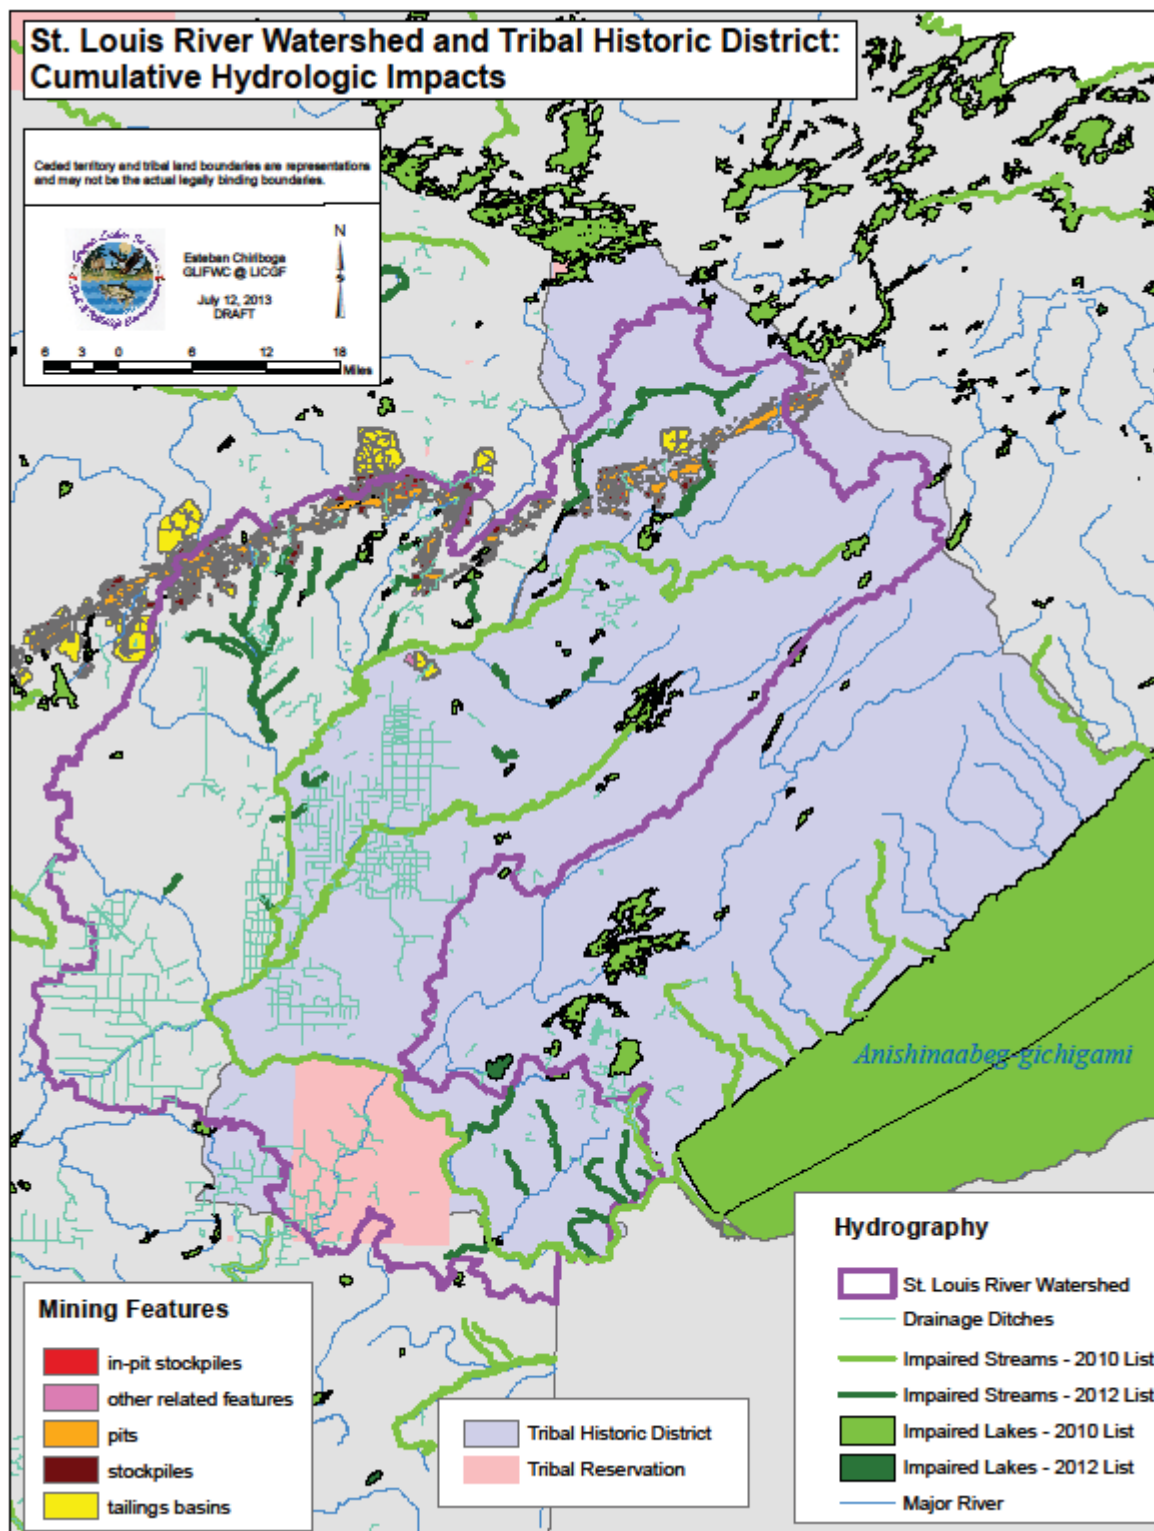 St. Louis River Watershed and Tribal Historic District:
Cumulative Hydrologic Impacts
Ceded territory and tribal land boundaries are representations
and may not be the actual legally binding boundaries.
Esteban Chiriboga
GLIFWC @ LICGF
July 12, 2013
DRAFT
N
6 3 0 6 12 18
Miles
Anishinaabeg-gichigami
Hydrography
St. Louis River Watershed
Drainage Ditches
Impaired Streams - 2010 List
Impaired Streams - 2012 List
Impaired Lakes - 2010 List
Impaired Lakes - 2012 List
Major River
Mining Features
in-pit stockpiles
other related features
pits
stockpiles
tailings basins
Tribal Historic District
Tribal Reservation